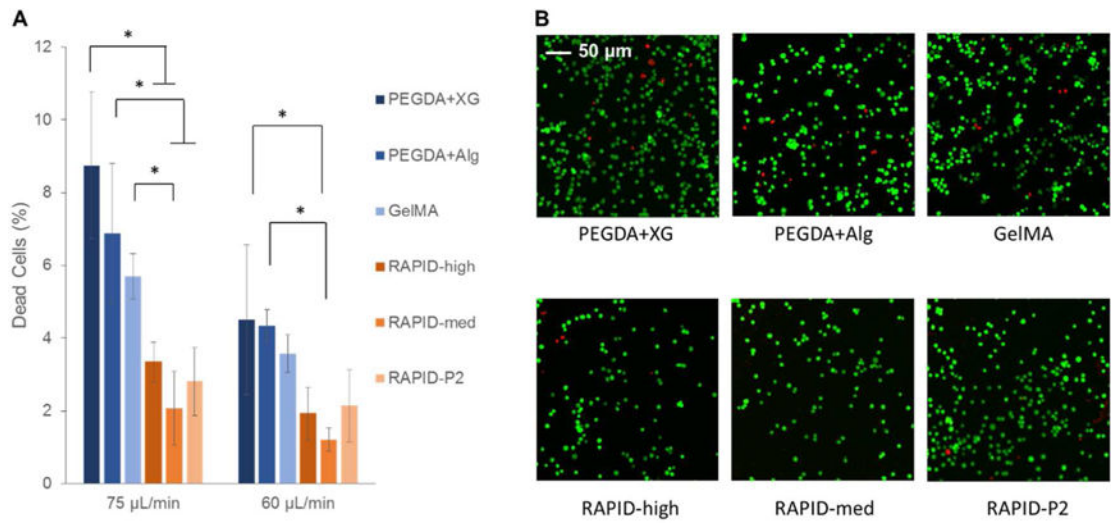 A
Dead Cells (%)
12
10
8
6
4
2
0
*
*
*
*
*
75 µL/min
60 µL/min
PEGDA+XG
PEGDA+Alg
GelMA
RAPID-high
RAPID-med
RAPID-P2
B
50 µm
PEGDA+XG
PEGDA+Alg
GelMA
RAPID-high
RAPID-med
RAPID-P2